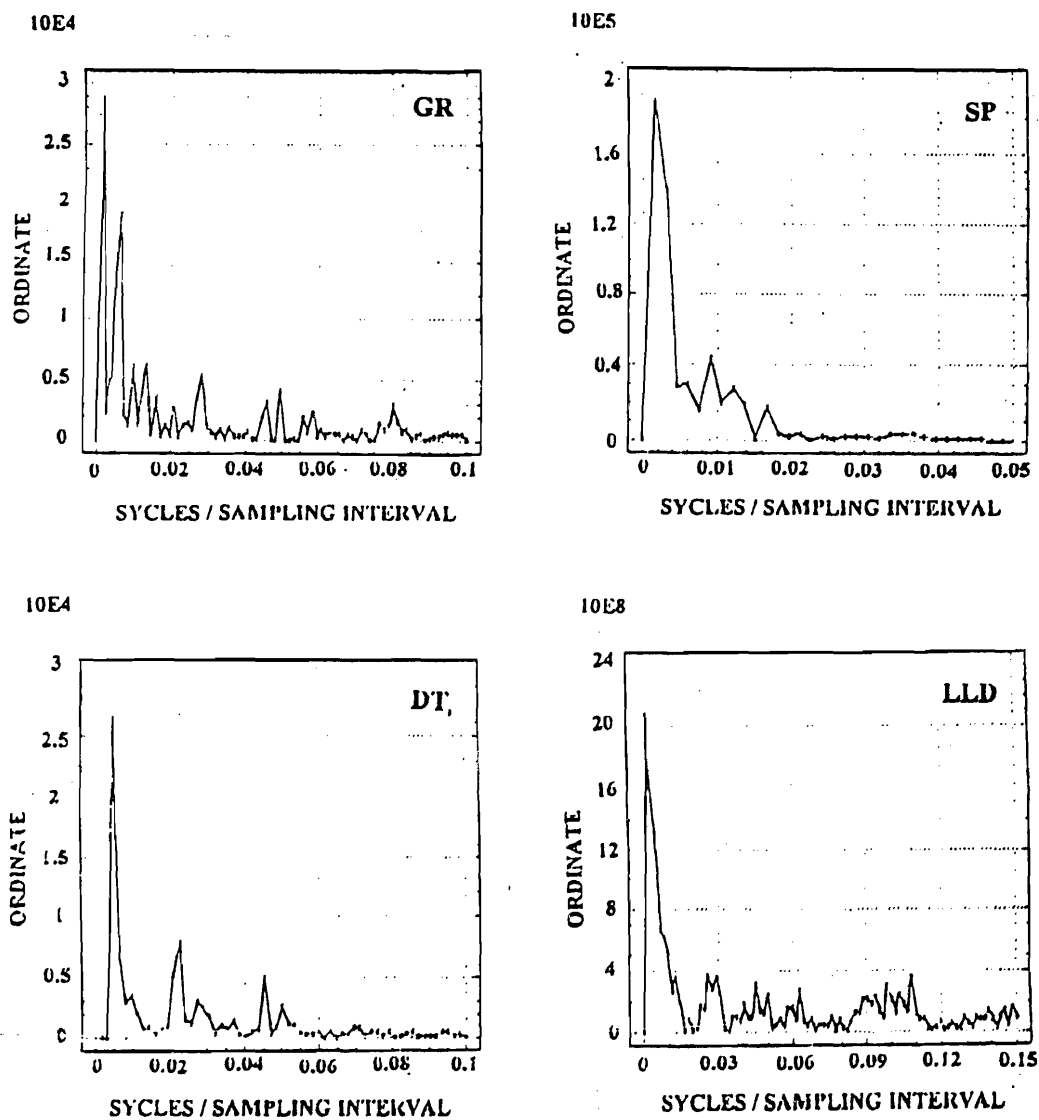 10E4
GR
3
2.5
2
1.5
1
0.5
0
ORDINATE
0 0.02 0.04 0.06 0.08 0.1
SYCLES / SAMPLING INTERVAL
10E5
SP
2
1.6
1.2
0.8
0.4
0
ORDINATE
0 0.01 0.02 0.03 0.04 0.05
SYCLES / SAMPLING INTERVAL
10E4
DT
3
2.5
2
1.5
1
0.5
0
ORDINATE
0 0.02 0.04 0.06 0.08 0.1
SYCLES / SAMPLING INTERVAL
10E8
LLD
24
20
16
12
8
4
0
ORDINATE
0 0.03 0.06 0.09 0.12 0.15
SYCLES / SAMPLING INTERVAL